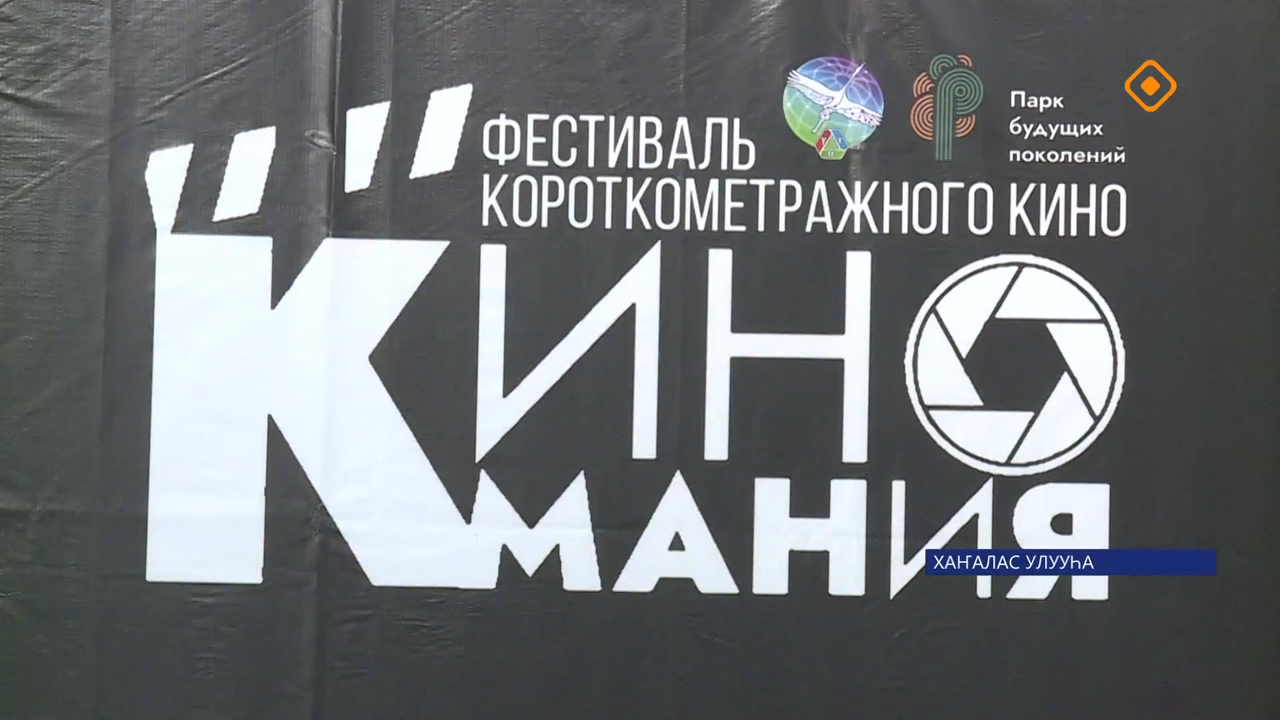 Парк
будущих
поколений
ФЕСТИВАЛЬ
КОРОТКОМЕТРАЖНОГО КИНО
КИНО
МАНИЯ
ХАҤАЛАС УЛУУҺА